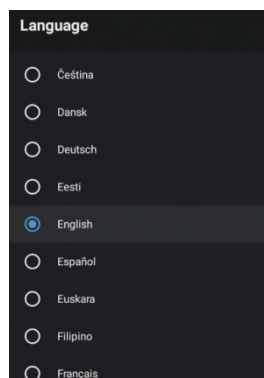 Language
Čeština
Dansk
Deutsch
Eesti
English
Español
Euskara
Filipino
Français